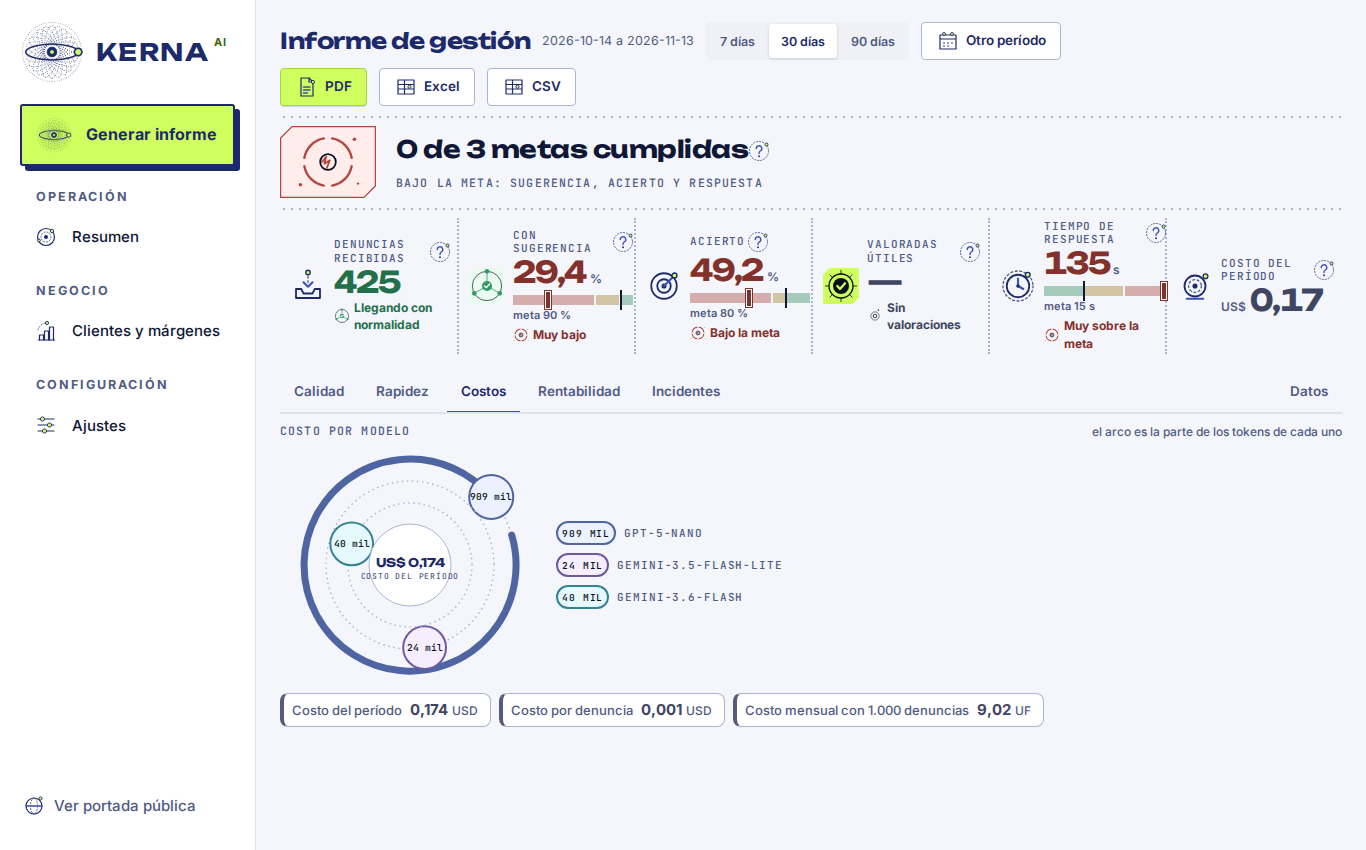 KERNA AI
Generar informe
OPERACIÓN
Resumen
NEGOCIO
Clientes y márgenes
CONFIGURACIÓN
Ajustes
Ver portada pública
Informe de gestión 2026-10-14 a 2026-11-13 7 días 30 días 90 días Otro período
PDF Excel CSV
0 de 3 metas cumplidas ?
BAJO LA META: SUGERENCIA, ACIERTO Y RESPUESTA
DENUNCIAS
RECIBIDAS ?
425
Llegando con
normalidad
CON
SUGERENCIA ?
29,4 %
meta 90 %
Muy bajo
ACIERTO ?
49,2 %
meta 80 %
Bajo la meta
VALORADAS
ÚTILES ?
—
Sin
valoraciones
TIEMPO DE
RESPUESTA ?
135 s
meta 15 s
Muy sobre la
meta
COSTO DEL
PERÍODO ?
US$ 0,17
Calidad Rapidez Costos Rentabilidad Incidentes Datos
COSTO POR MODELO el arco es la parte de los tokens de cada uno
909 mil
40 mil
US$ 0,174
COSTO DEL PERÍODO
24 mil
909 MIL GPT-5-NANO
24 MIL GEMINI-3.5-FLASH-LITE
40 MIL GEMINI-3.6-FLASH
Costo del período 0,174 USD Costo por denuncia 0,001 USD Costo mensual con 1.000 denuncias 9,02 UF